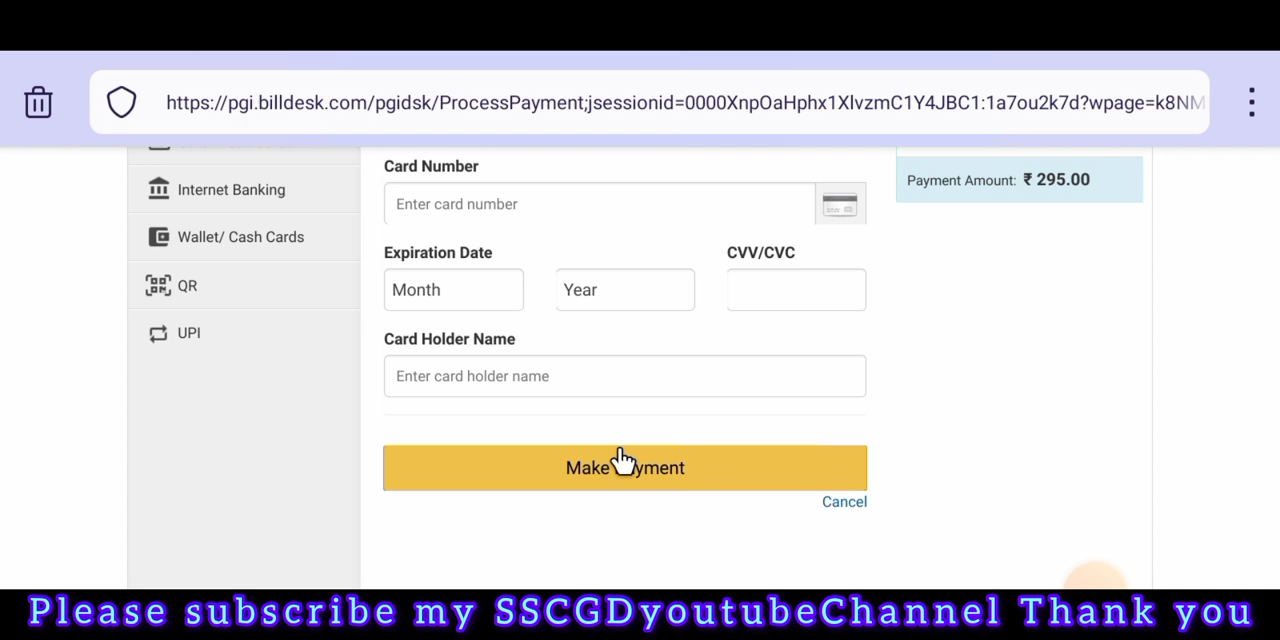 https://pgi.billdesk.com/pgidsk/ProcessPayment;jsessionid=0000XnpOaHphx1XlvzmC1Y4JBC1:1a7ou2k7d?wpage=k8NM
Card Number
Payment Amount: ₹ 295.00
Internet Banking
Enter card number
Wallet/ Cash Cards
Expiration Date
CVV/CVC
QR
Month
Year
UPI
Card Holder Name
Enter card holder name
Make Payment
Cancel
Please subscribe my SSCGDyoutubeChannel Thank you